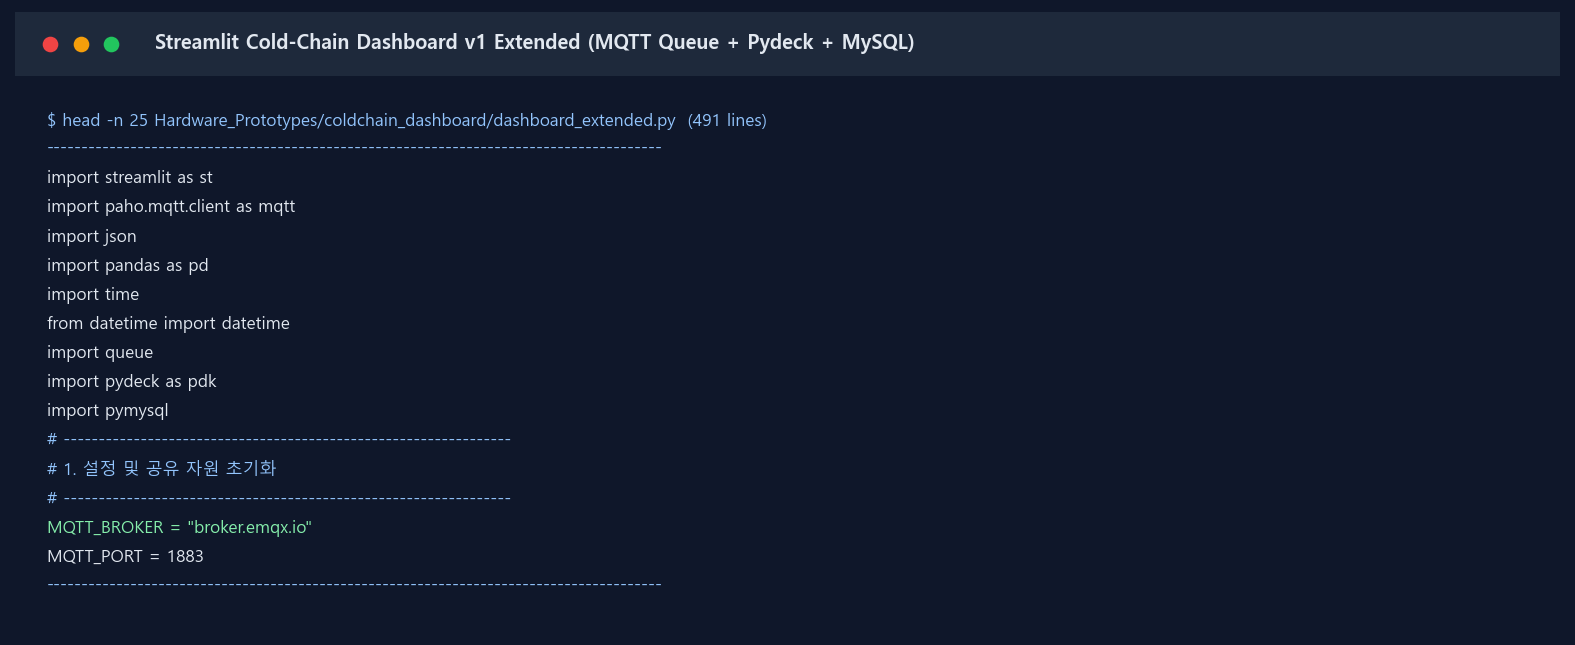 Streamlit Cold-Chain Dashboard v1 Extended (MQTT Queue + Pydeck + MySQL)
$ head -n 25 Hardware_Prototypes/coldchain_dashboard/dashboard_extended.py  (491 lines)
--------------------------------------------------------------------------------------------
import streamlit as st
import paho.mqtt.client as mqtt
import json
import pandas as pd
import time
from datetime import datetime
import queue
import pydeck as pdk
import pymysql
# ----------------------------------------------------------------
# 1. 설정 및 공유 자원 초기화
# ----------------------------------------------------------------
MQTT_BROKER = "broker.emqx.io"
MQTT_PORT = 1883
--------------------------------------------------------------------------------------------